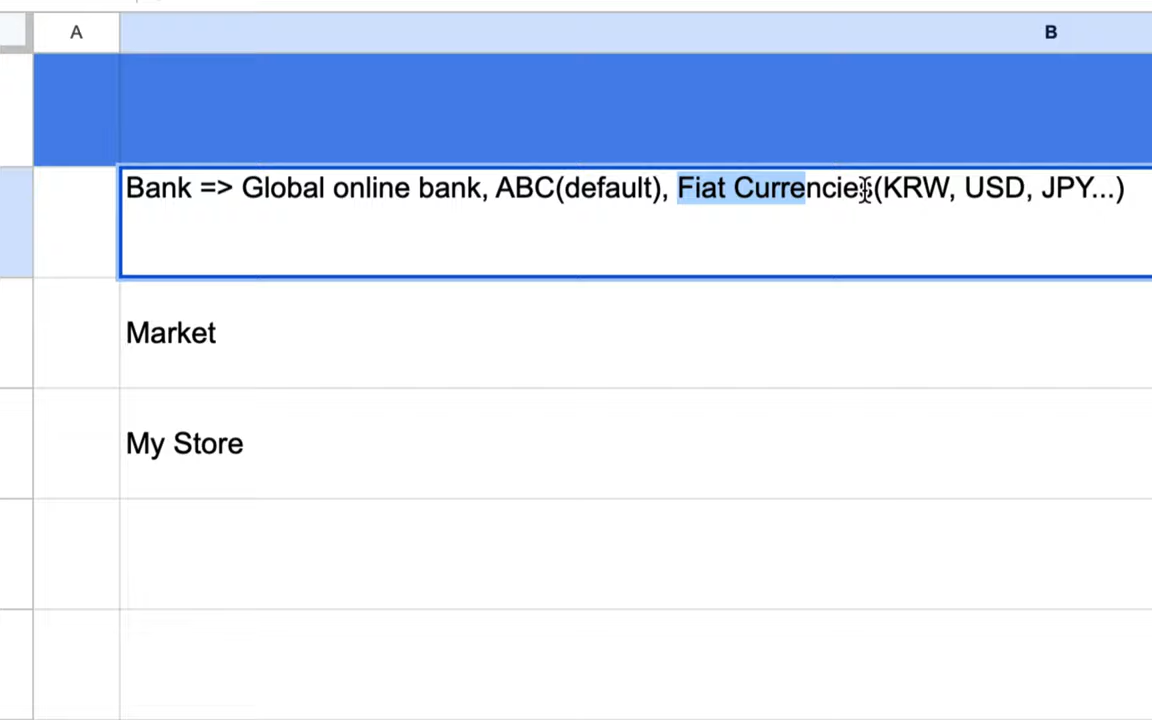 A
B
Bank => Global online bank, ABC(default), Fiat Currencies(KRW, USD, JPY...)
Market
My Store